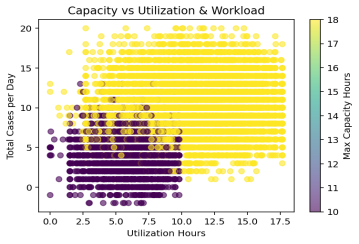 Capacity vs Utilization & Workload
20
15
10
5
0
Total Cases per Day
0.0 2.5 5.0 7.5 10.0 12.5 15.0 17.5
Utilization Hours
18
17
16
15
14
13
12
11
10
Max Capacity Hours